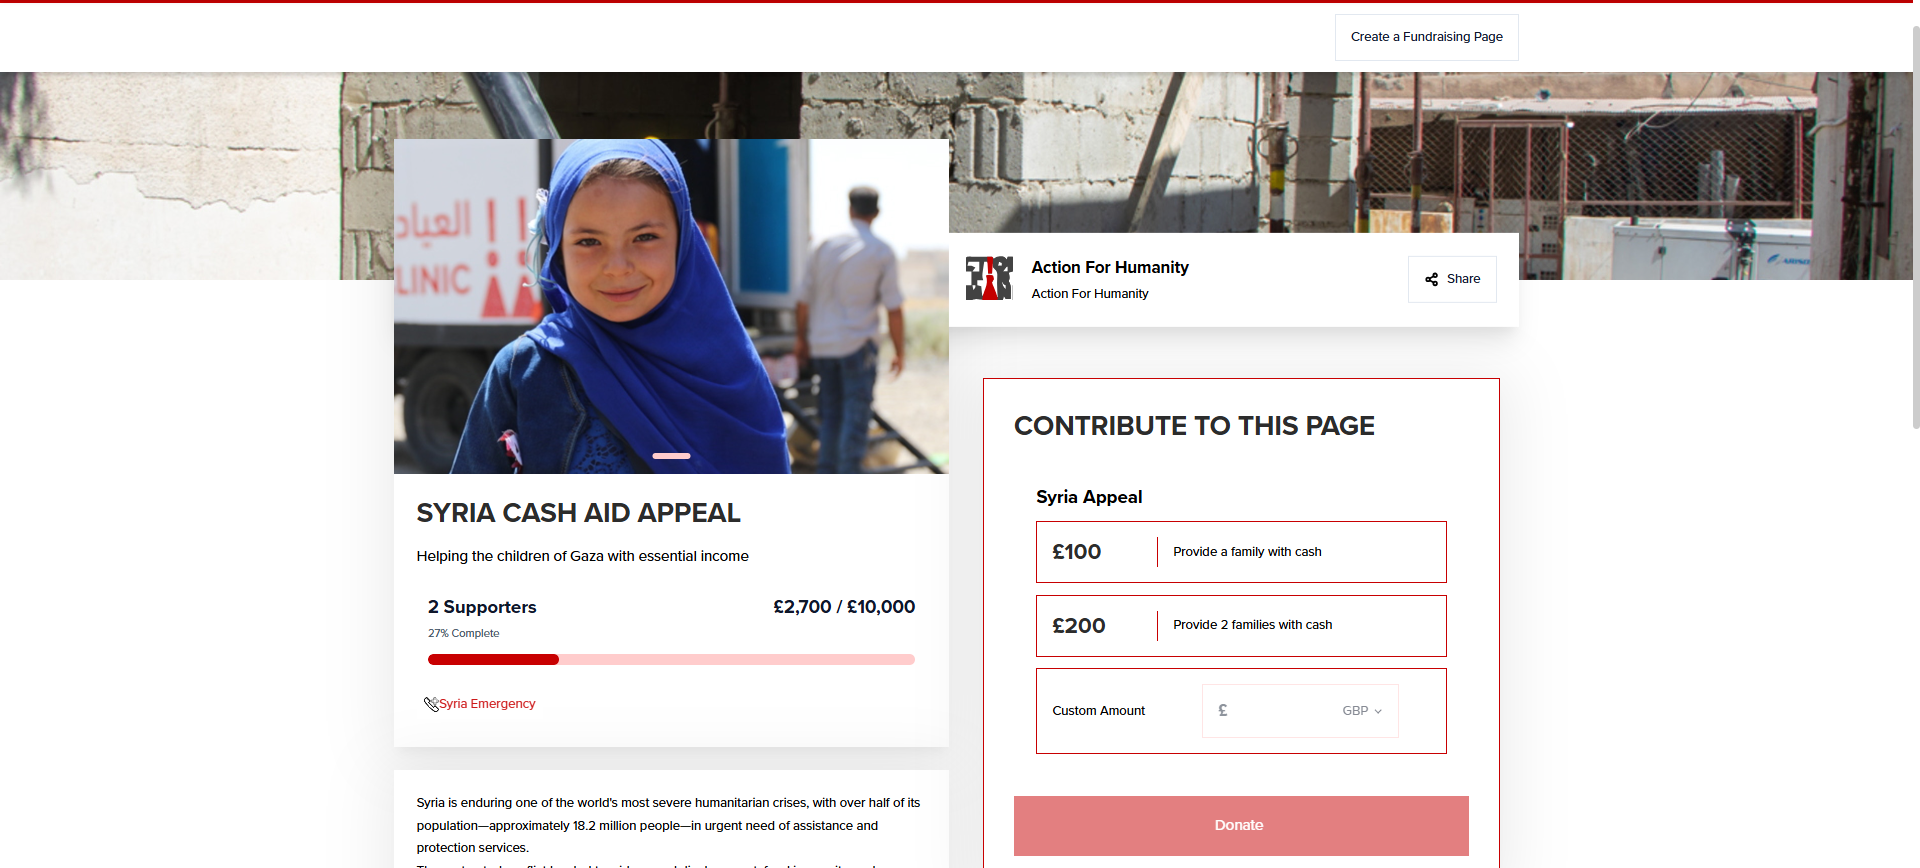 Create a Fundraising Page
العياد
CLINIC
Action For Humanity
Action For Humanity
Share
SYRIA CASH AID APPEAL
Helping the children of Gaza with essential income
2 Supporters
£2,700 / £10,000
27% Complete
Syria Emergency
Syria is enduring one of the world's most severe humanitarian crises, with over half of its
population—approximately 18.2 million people—in urgent need of assistance and
protection services.
CONTRIBUTE TO THIS PAGE
Syria Appeal
£100
Provide a family with cash
£200
Provide 2 families with cash
Custom Amount
£
GBP
Donate